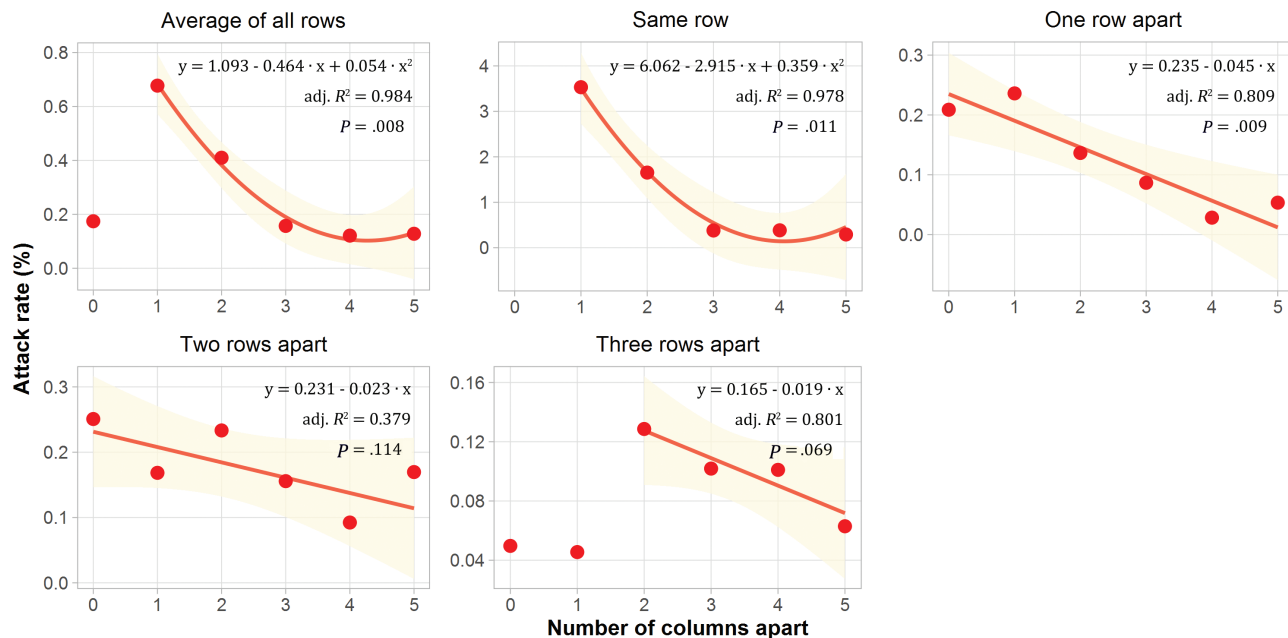 Average of all rows
y = 1.093 - 0.464 · x + 0.054 · x²
adj. R² = 0.984
P = .008
0.8
0.6
0.4
0.2
0.0
0 1 2 3 4 5
Same row
y = 6.062 - 2.915 · x + 0.359 · x²
adj. R² = 0.978
P = .011
4
3
2
1
0
0 1 2 3 4 5
One row apart
y = 0.235 - 0.045 · x
adj. R² = 0.809
P = .009
0.3
0.2
0.1
0.0
0 1 2 3 4 5
Attack rate (%)
Two rows apart
y = 0.231 - 0.023 · x
adj. R² = 0.379
P = .114
0.3
0.2
0.1
0.0
0 1 2 3 4 5
Three rows apart
y = 0.165 - 0.019 · x
adj. R² = 0.801
P = .069
0.16
0.12
0.08
0.04
0 1 2 3 4 5
Number of columns apart